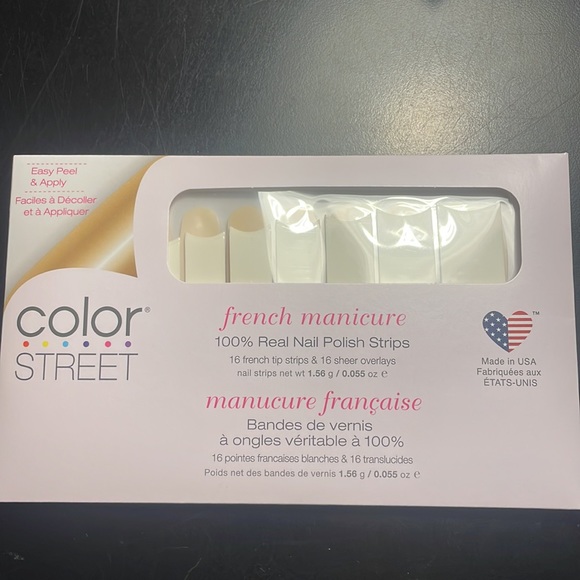 Easy Peel
& Apply
Faciles à Décoller
et à Appliquer
color®
STREET
french manicure
100% Real Nail Polish Strips
16 french tip strips & 16 sheer overlays
nail strips net wt 1.56 g / 0.055 oz ℮
manucure française
Bandes de vernis
à ongles véritable à 100%
16 pointes francaises blanches & 16 translucides
Poids net des bandes de vernis 1.56 g / 0.055 oz ℮
TM
Made in USA
Fabriquées aux
ÉTATS-UNIS